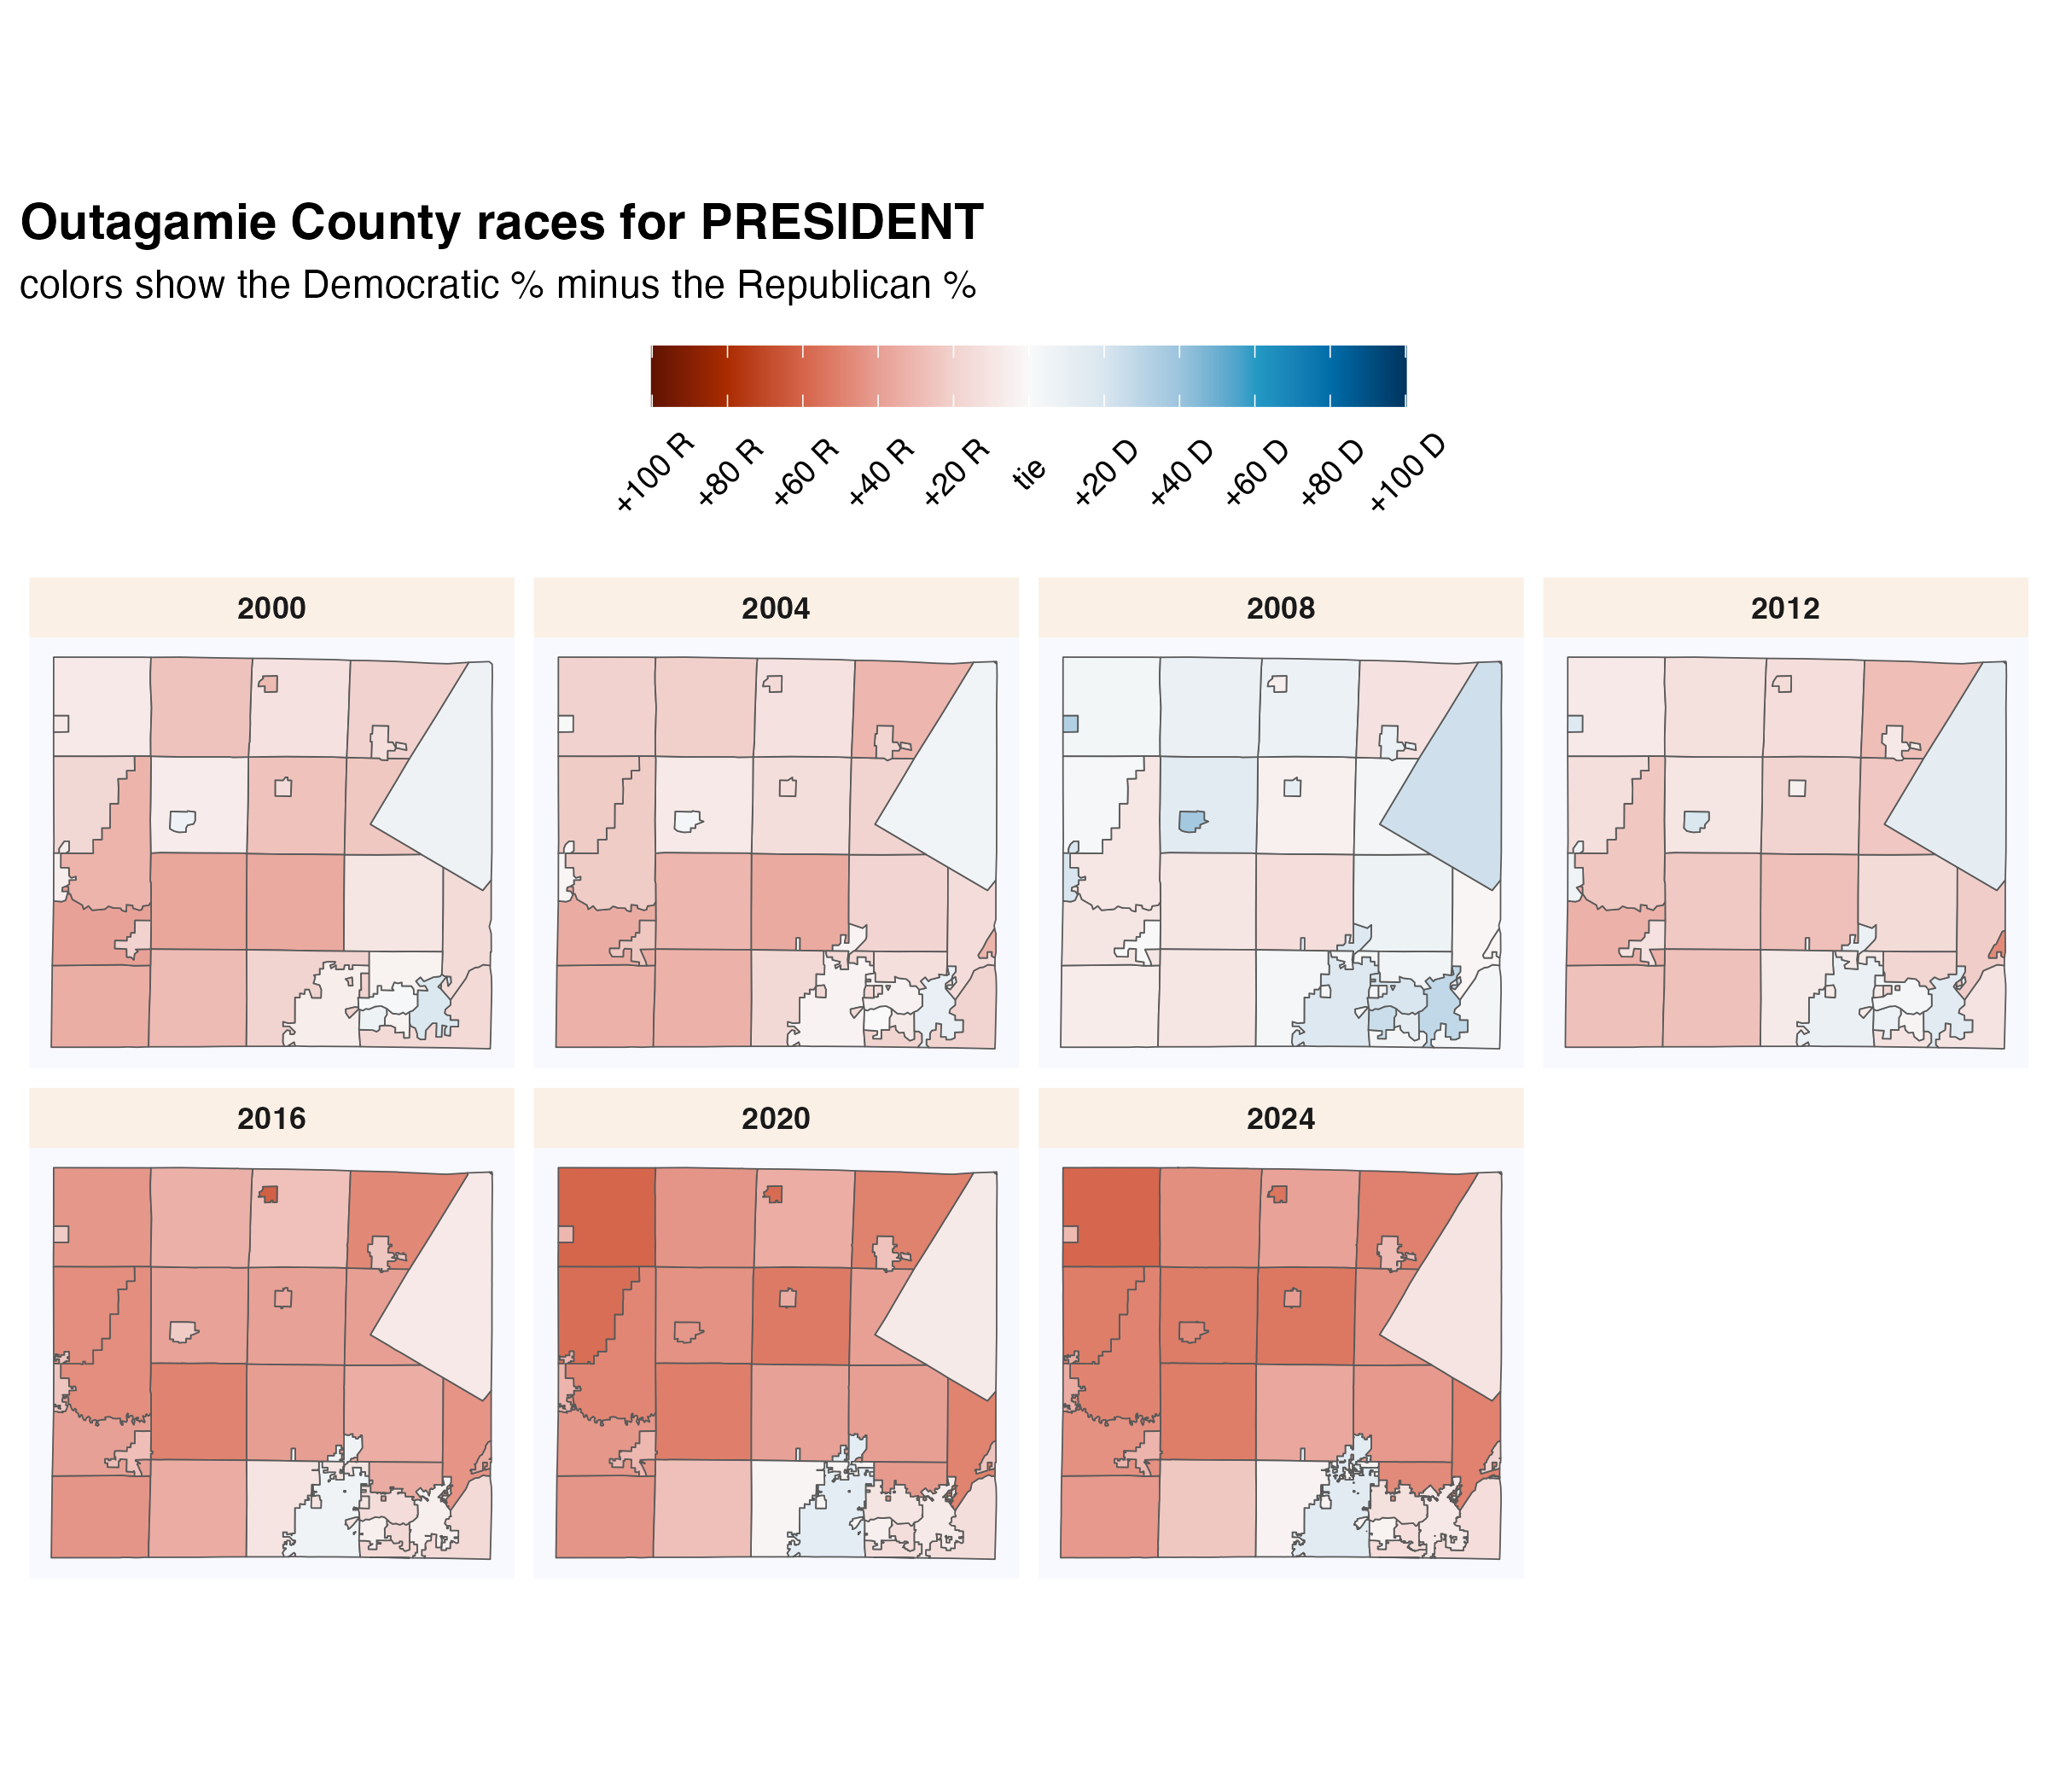 Outagamie County races for PRESIDENT
colors show the Democratic % minus the Republican %
+100 R
+80 R
+60 R
+40 R
+20 R
tie
+20 D
+40 D
+60 D
+80 D
+100 D
2000
2004
2008
2012
2016
2020
2024